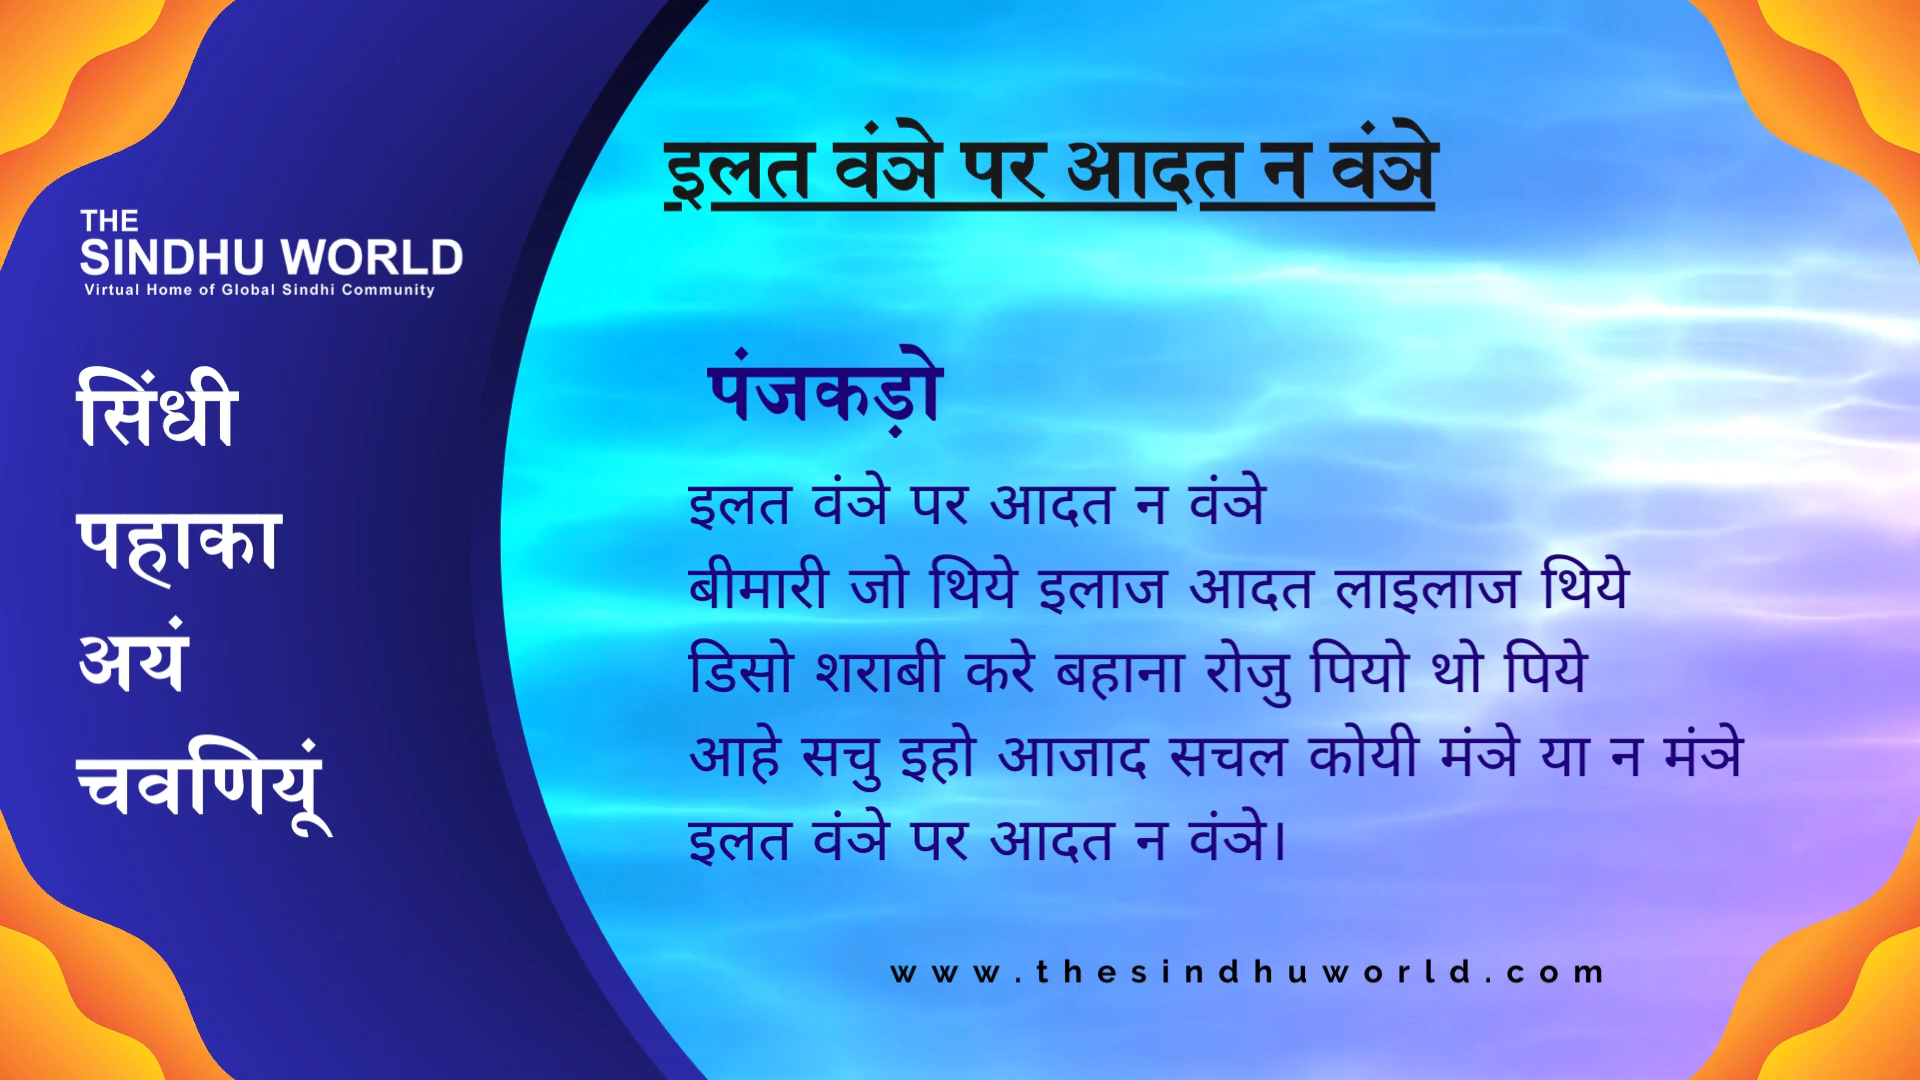 THE
SINDHU WORLD
Virtual Home of Global Sindhi Community
सिंधी
पहाका
अयं
चवणियूं
इलत वंञे पर आदत न वंञे
पंजकड़ो
इलत वंञे पर आदत न वंञे
बीमारी जो थिये इलाज आदत लाइलाज थिये
डिसो शराबी करे बहाना रोजु पियो थो पिये
आहे सचु इहो आजाद सचल कोयी मंञे या न मंञे
इलत वंञे पर आदत न वंञे।
www.thesindhuworld.com